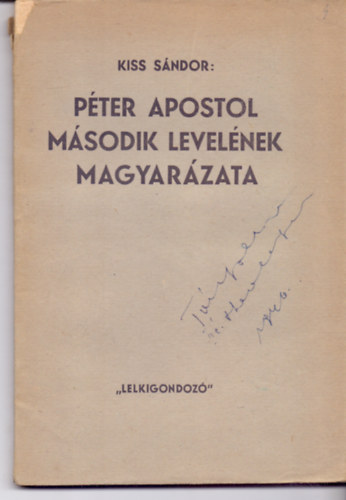 KISS SÁNDOR:
PÉTER APOSTOL
MÁSODIK LEVELÉNEK
MAGYARÁZATA
„LELKIGONDOZÓ"